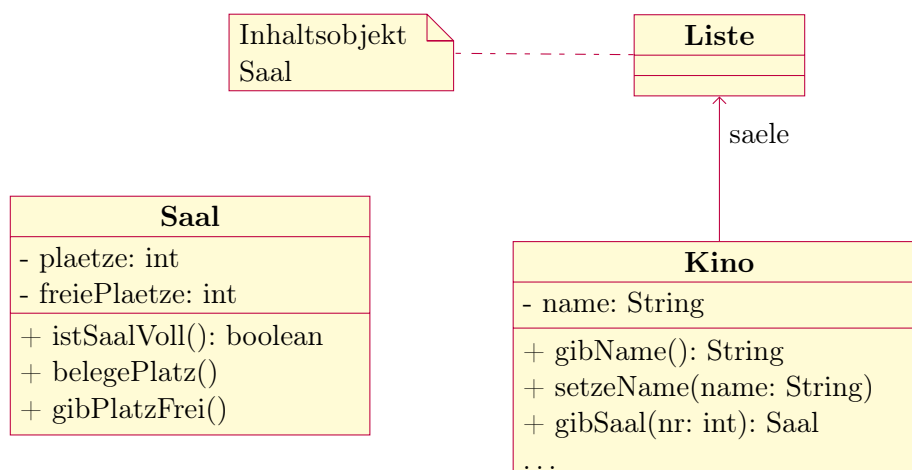 Inhaltsobjekt
Saal
Liste
saele
Saal
- plaetze: int
- freiePlaetze: int
+ istSaalVoll(): boolean
+ belegePlatz()
+ gibPlatzFrei()
Kino
- name: String
+ gibName(): String
+ setzeName(name: String)
+ gibSaal(nr: int): Saal
...